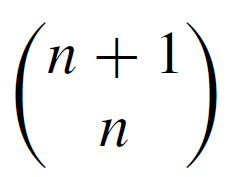 (n + 1
n)